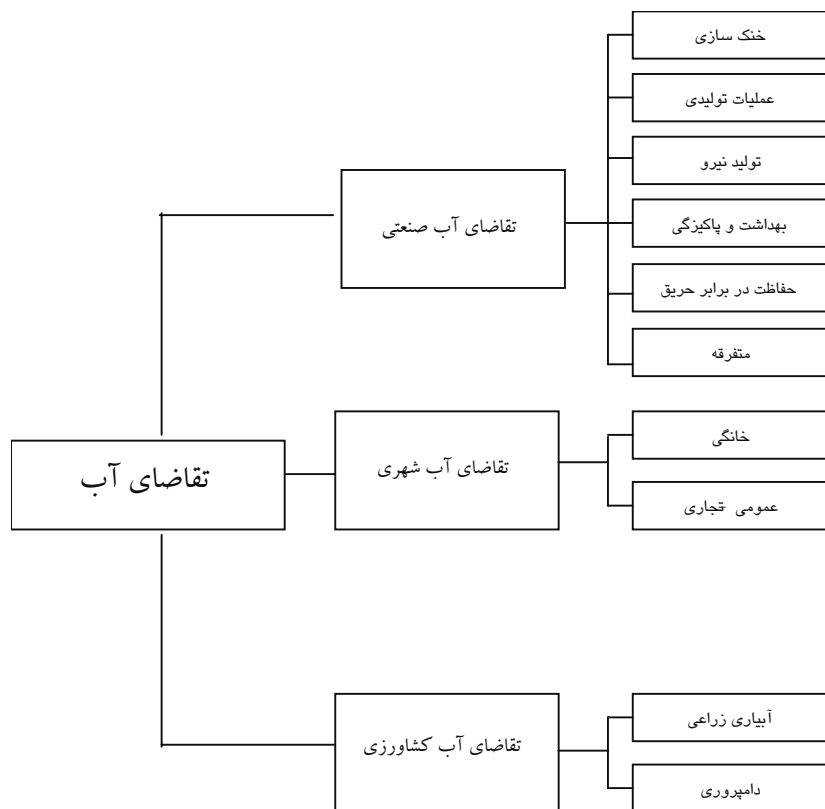 تقاضای آب
تقاضای آب صنعتی
خنک سازی
عملیات تولیدی
تولید نیرو
بهداشت و پاکیزگی
حفاظت در برابر حریق
متفرقه
تقاضای آب شهری
خانگی
عمومی -تجاری
تقاضای آب کشاورزی
آبیاری زراعی
دامپروری